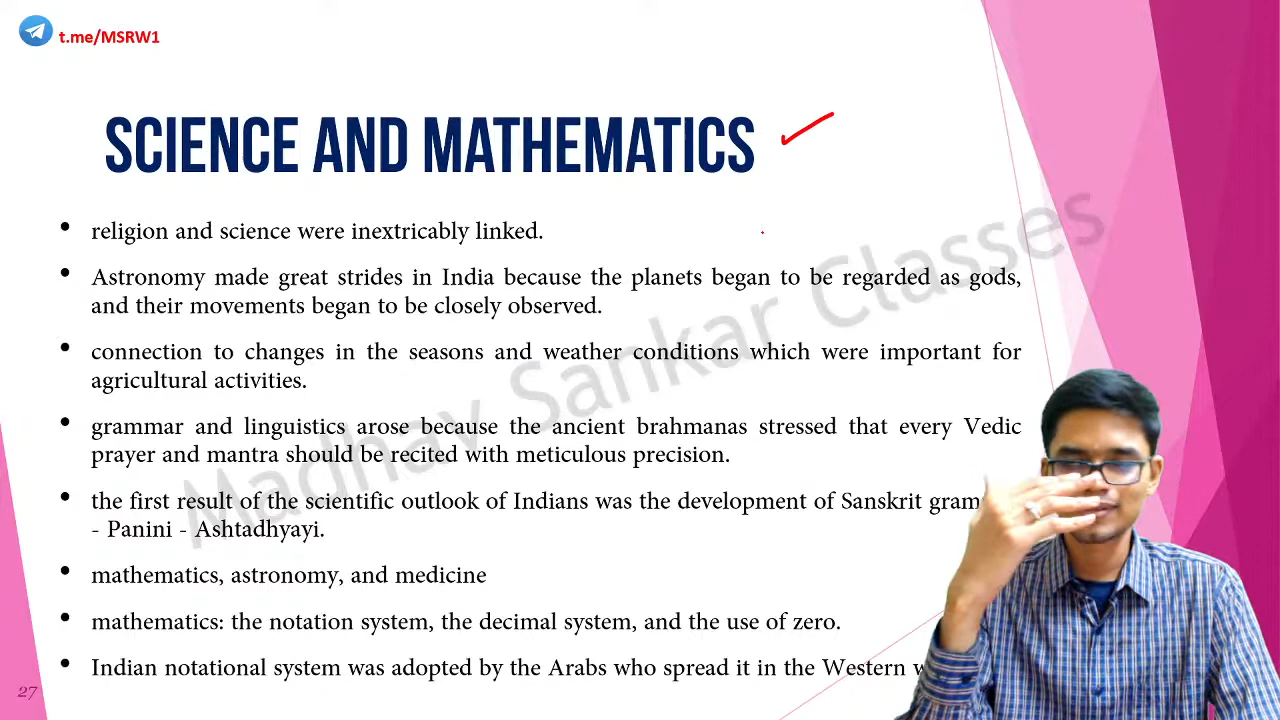 t.me/MSRW1
SCIENCE AND MATHEMATICS
• religion and science were inextricably linked.
• Astronomy made great strides in India because the planets began to be regarded as gods,
and their movements began to be closely observed.
• connection to changes in the seasons and weather conditions which were important for
agricultural activities.
• grammar and linguistics arose because the ancient brahmanas stressed that every Vedic
prayer and mantra should be recited with meticulous precision.
• the first result of the scientific outlook of Indians was the development of Sanskrit
- Panini - Ashtadhyayi.
• mathematics, astronomy, and medicine
• mathematics: the notation system, the decimal system, and the use of zero.
• Indian notational system was adopted by the Arabs who spread it in the Western
Madhav Sankar Classes
27